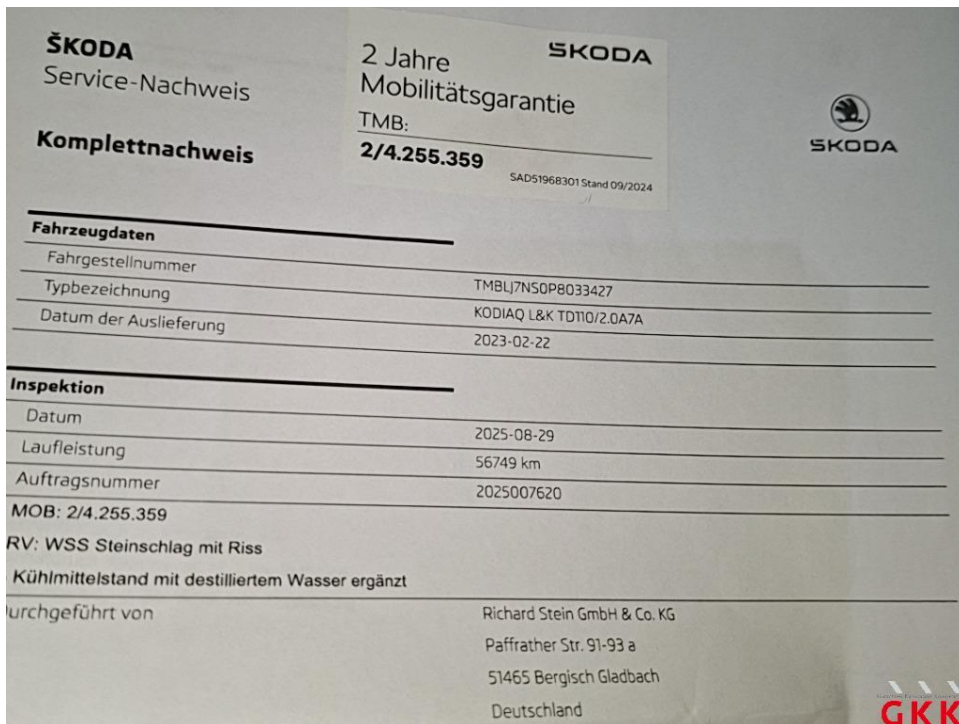 ŠKODA
Service-Nachweis
Komplettnachweis
2 Jahre
Mobilitätsgarantie
SKODA
TMB:
2/4.255.359
SAD51968301 Stand 09/2024
SKODA
Fahrzeugdaten
Fahrgestellnummer TMBLJ7NS0P8033427
Typbezeichnung KODIAQ L&K TD110/2.0A7A
Datum der Auslieferung 2023-02-22
Inspektion
Datum 2025-08-29
Laufleistung 56749 km
Auftragsnummer 2025007620
MOB: 2/4.255.359
RV: WSS Steinschlag mit Riss
Kühlmittelstand mit destilliertem Wasser ergänzt
urchgeführt von Richard Stein GmbH & Co. KG
Paffrather Str. 91-93 a
51465 Bergisch Gladbach
Deutschland
GKK